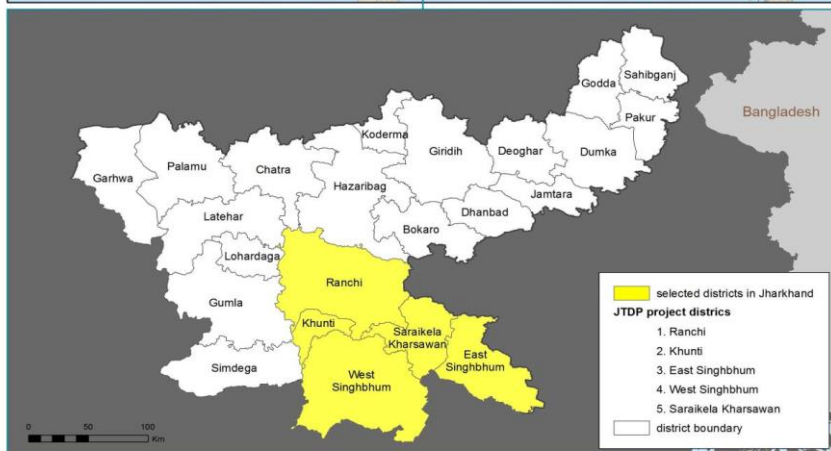 Bangladesh
Godda
Sahibganj
Pakur
Koderma
Giridih
Deoghar
Dumka
Garhwa
Palamu
Chatra
Hazaribag
Jamtara
Latehar
Dhanbad
Bokaro
Lohardaga
Ranchi
Gumla
Khunti
Saraikela
Kharsawan
East
Singhbhum
Simdega
West
Singhbhum
selected districts in Jharkhand
JTDP project districs
1. Ranchi
2. Khunti
3. East Singhbhum
4. West Singhbhum
5. Saraikela Kharsawan
district boundary
0 50 100
Km